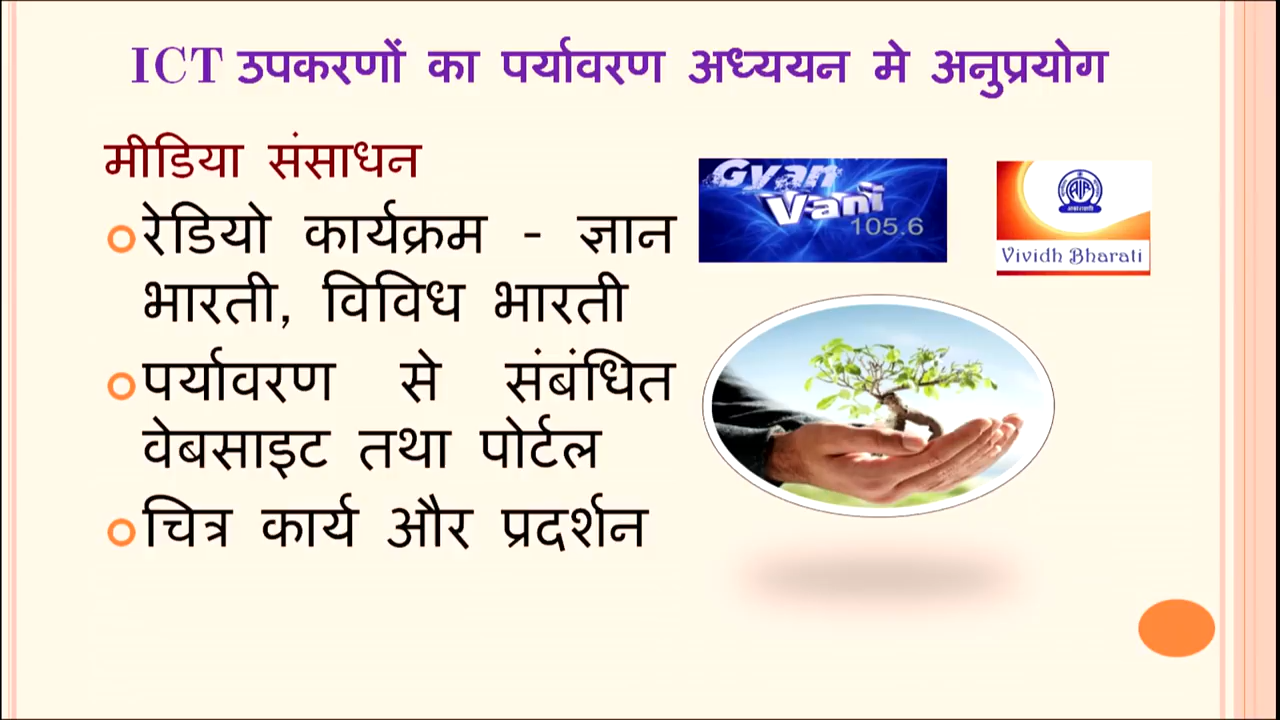 ICT उपकरणों का पर्यावरण अध्ययन मे अनुप्रयोग
मीडिया संसाधन
रेडियो कार्यक्रम - ज्ञान
भारती, विविध भारती
पर्यावरण से संबंधित
वेबसाइट तथा पोर्टल
चित्र कार्य और प्रदर्शन
Gyan
Vani
105.6
AIR
Vividh Bharati